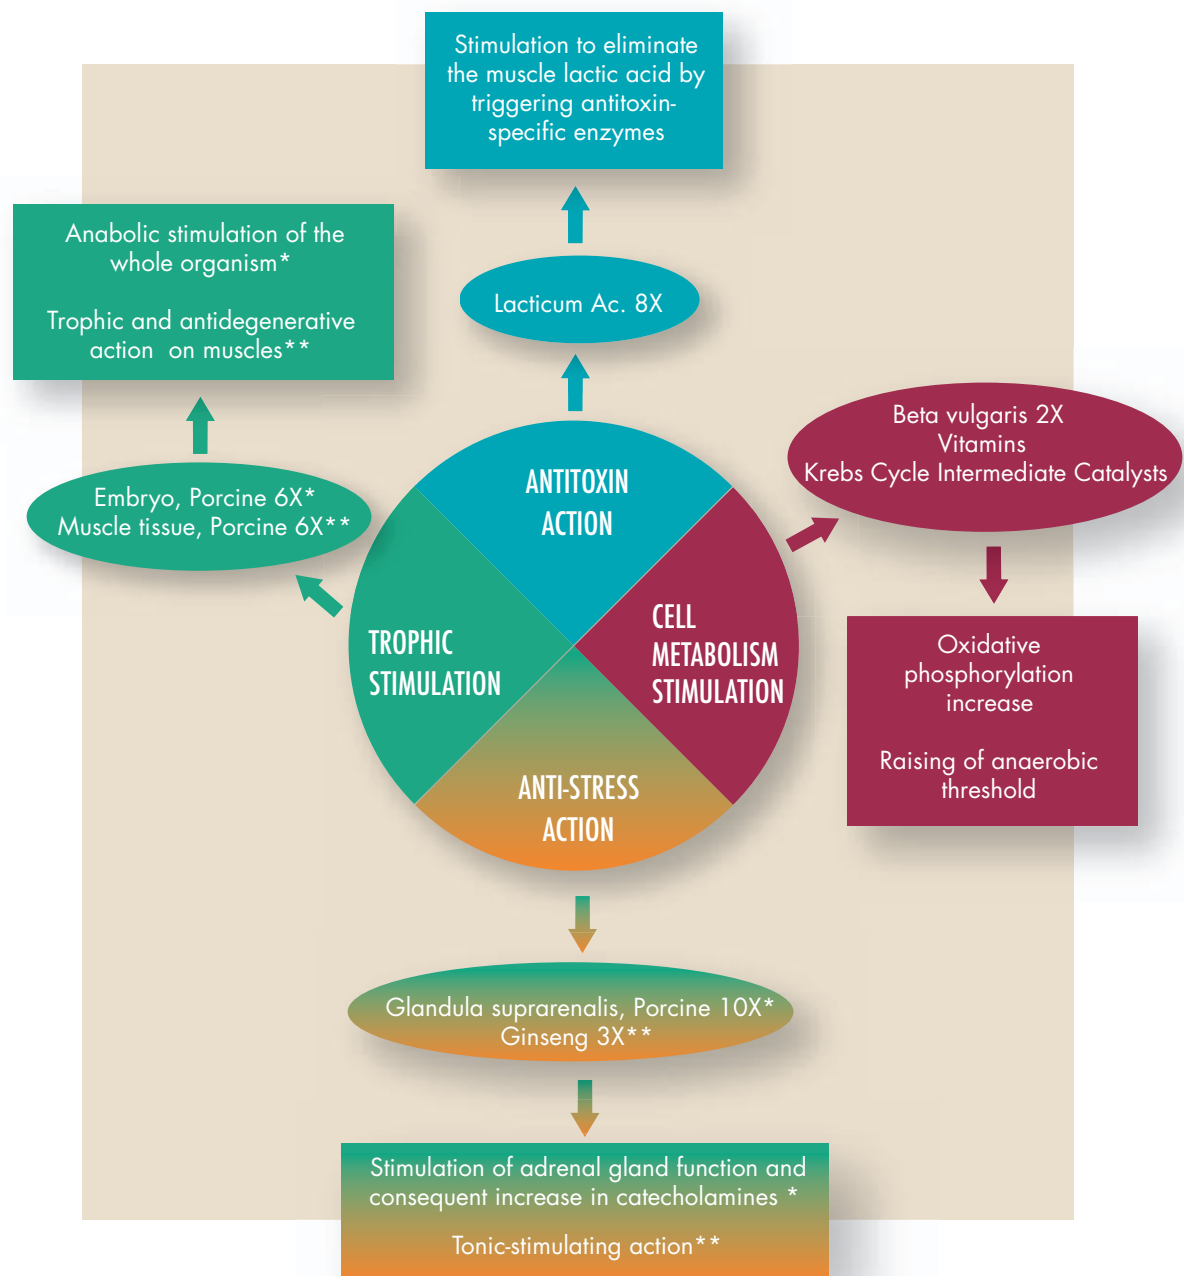 Stimulation to eliminate
the muscle lactic acid by
triggering antitoxin-
specific enzymes
Anabolic stimulation of the
whole organism*
Trophic and antidegenerative
action on muscles**
Lacticum Ac. 8X
Embryo, Porcine 6X*
Muscle tissue, Porcine 6X**
Beta vulgaris 2X
Vitamins
Krebs Cycle Intermediate Catalysts
ANTITOXIN
ACTION
TROPHIC
STIMULATION
CELL
METABOLISM
STIMULATION
ANTI-STRESS
ACTION
Oxidative
phosphorylation
increase
Raising of anaerobic
threshold
Glandula suprarenalis, Porcine 10X*
Ginseng 3X**
Stimulation of adrenal gland function and
consequent increase in catecholamines *
Tonic-stimulating action**